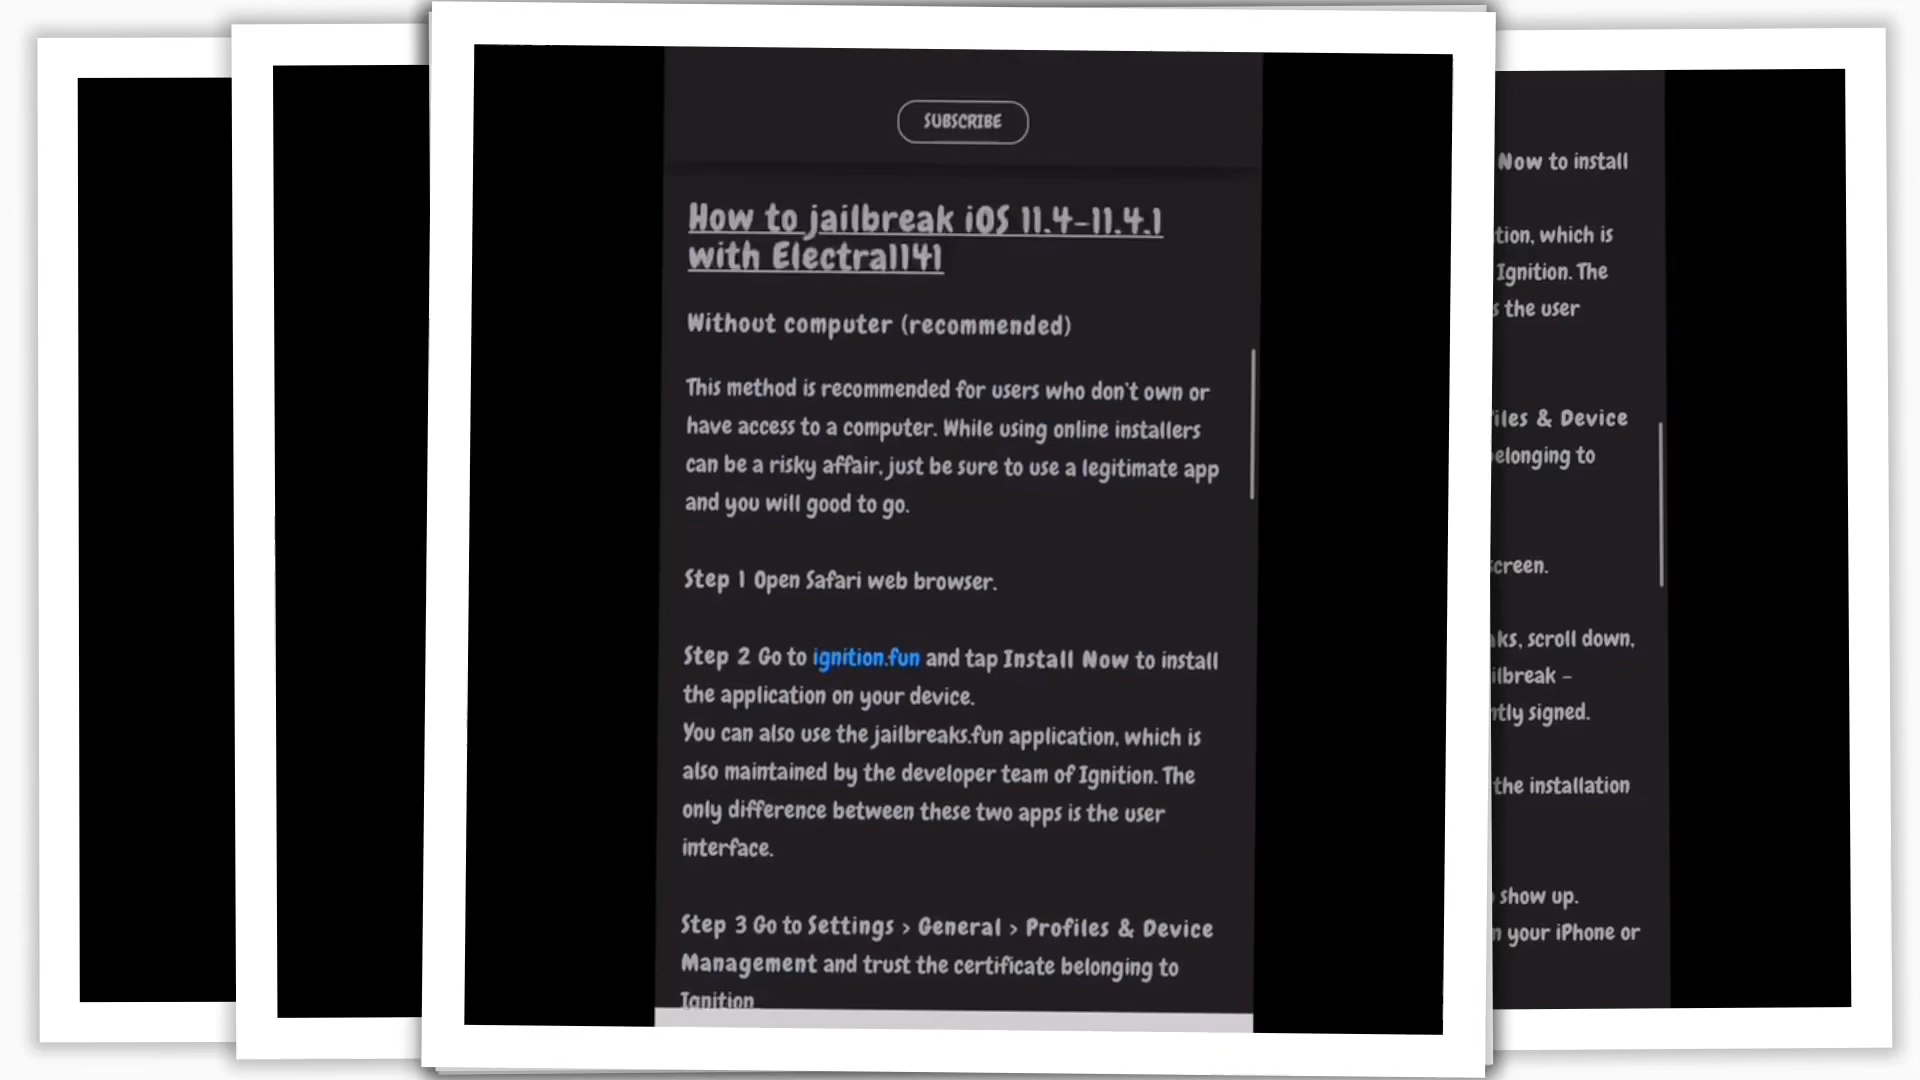 SUBSCRIBE
How to jailbreak iOS 11.4-11.4.1
with Electra1141
Without computer (recommended)
This method is recommended for users who don't own or
have access to a computer. While using online installers
can be a risky affair, just be sure to use a legitimate app
and you will good to go.
Step 1 Open Safari web browser.
Step 2 Go to ignition.fun and tap Install Now to install
the application on your device.
You can also use the jailbreaks.fun application, which is
also maintained by the developer team of Ignition. The
only difference between these two apps is the user
interface.
Step 3 Go to Settings > General > Profiles & Device
Management and trust the certificate belonging to
Ignition
Now to install
which is
Ignition. The
the user
& Device
to
scroll down,
signed.
the installation
show up.
your iPhone or